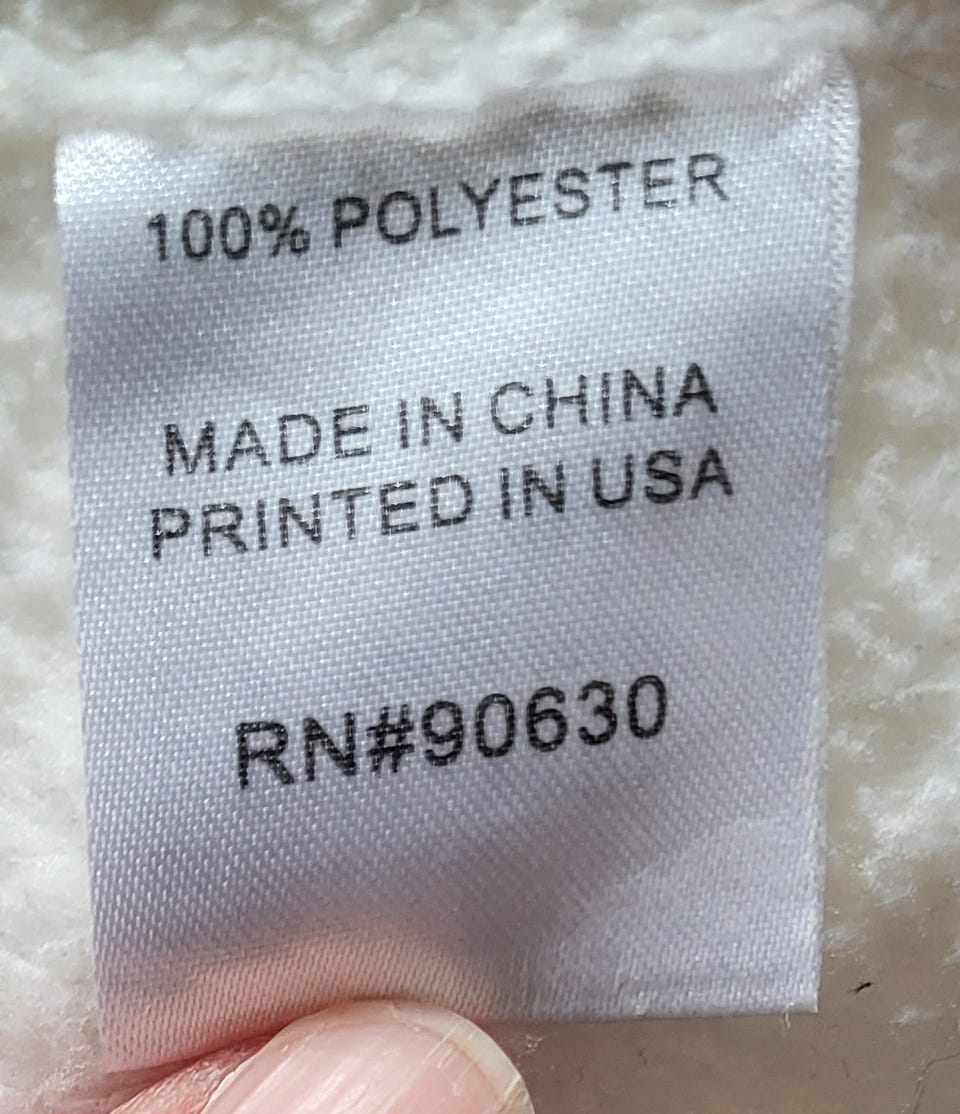 100% POLYESTER
MADE IN CHINA
PRINTED IN USA
RN#90630